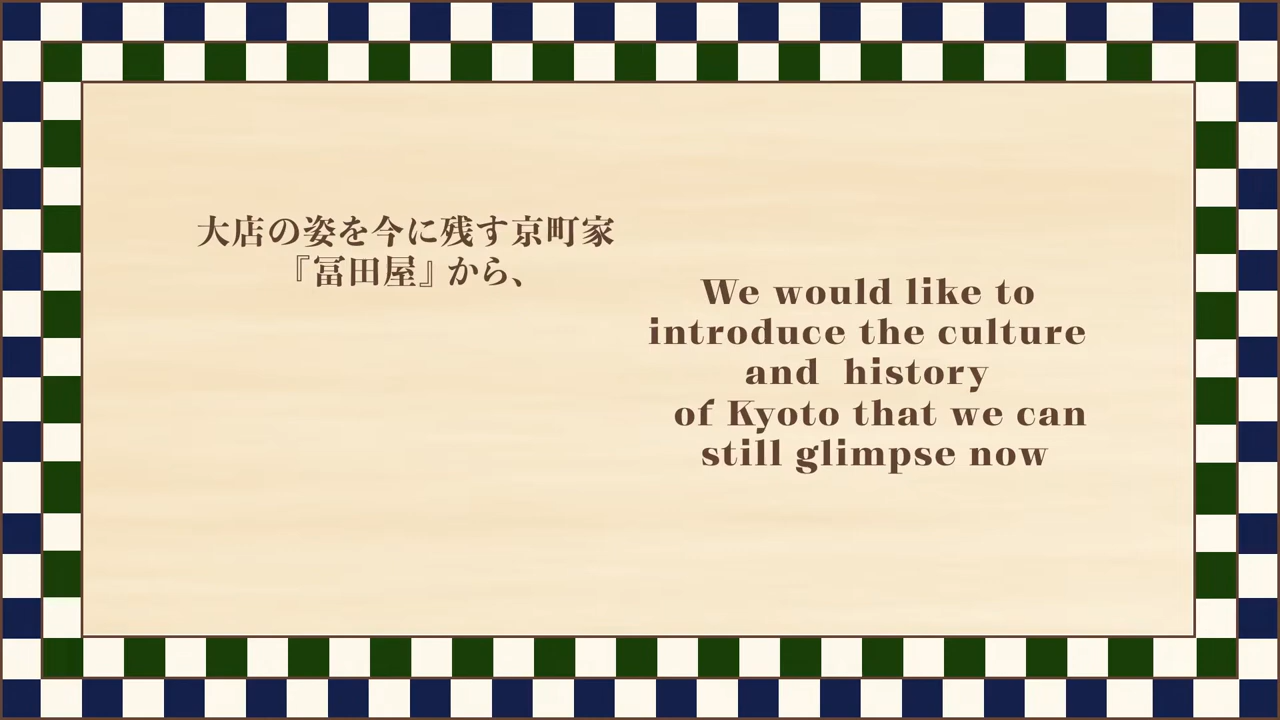 大店の姿を今に残す京町家
『冨田屋』から、
We would like to
introduce the culture
and history
of Kyoto that we can
still glimpse now